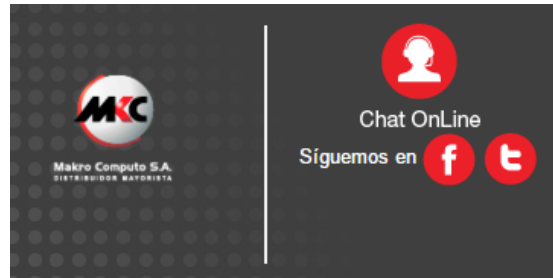 MKC
Makro Computo S.A.
DISTRIBUIDOR MAYORISTA
Chat OnLine
Síguemos en